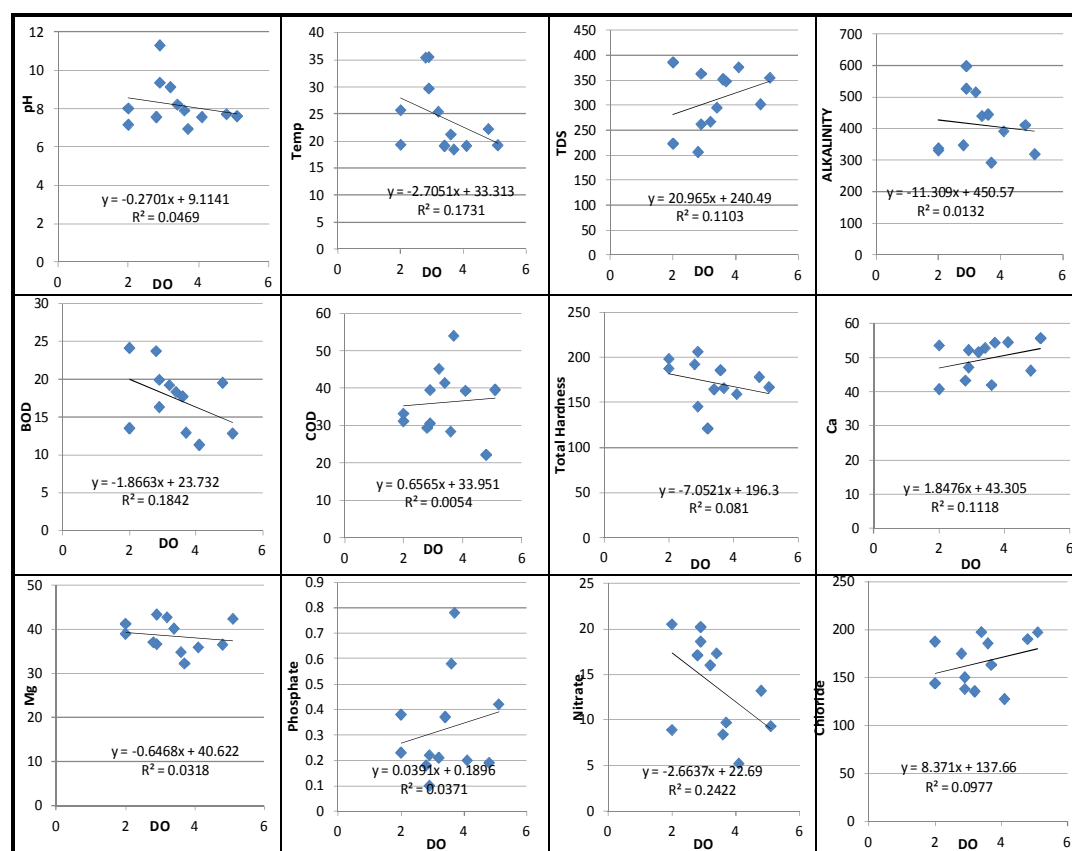 pH
12
10
8
6
4
2
0
y = -0.2701x + 9.1141
R² = 0.0469
0 2 4 6
DO
Temp
40
35
30
25
20
15
10
5
0
y = -2.7051x + 33.313
R² = 0.1731
0 2 4 6
DO
TDS
450
400
350
300
250
200
150
100
50
0
y = 20.965x + 240.49
R² = 0.1103
0 2 4 6
DO
ALKALINITY
700
600
500
400
300
200
100
0
y = -11.309x + 450.57
R² = 0.0132
0 2 4 6
DO
BOD
30
25
20
15
10
5
0
y = -1.8663x + 23.732
R² = 0.1842
0 2 4 6
DO
COD
60
50
40
30
20
10
0
y = 0.6565x + 33.951
R² = 0.0054
0 2 4 6
DO
Total Hardness
250
200
150
100
50
0
y = -7.0521x + 196.3
R² = 0.081
0 2 4 6
DO
Ca
60
50
40
30
20
10
0
y = 1.8476x + 43.305
R² = 0.1118
0 2 4 6
DO
Mg
50
40
30
20
10
0
y = -0.6468x + 40.622
R² = 0.0318
0 2 4 6
DO
Phosphate
0.9
0.8
0.7
0.6
0.5
0.4
0.3
0.2
0.1
0
y = 0.0391x + 0.1896
R² = 0.0371
0 2 4 6
DO
Nitrate
25
20
15
10
5
0
y = -2.6637x + 22.69
R² = 0.2422
0 2 4 6
DO
Chloride
250
200
150
100
50
0
y = 8.371x + 137.66
R² = 0.0977
0 2 4 6
DO